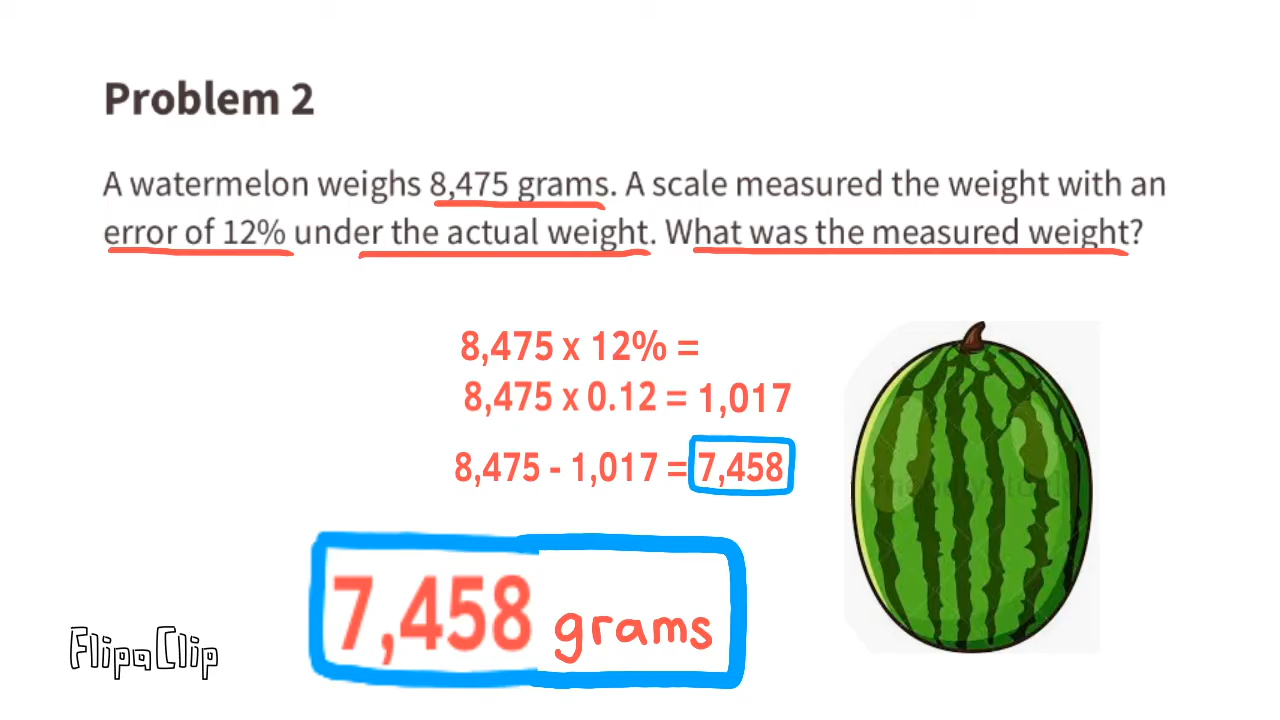 Problem 2
A watermelon weighs 8,475 grams. A scale measured the weight with an
error of 12% under the actual weight. What was the measured weight?
8,475 x 12% =
8,475 x 0.12 = 1,017
8,475 - 1,017 = 7,458
7,458 grams
FlipaClip